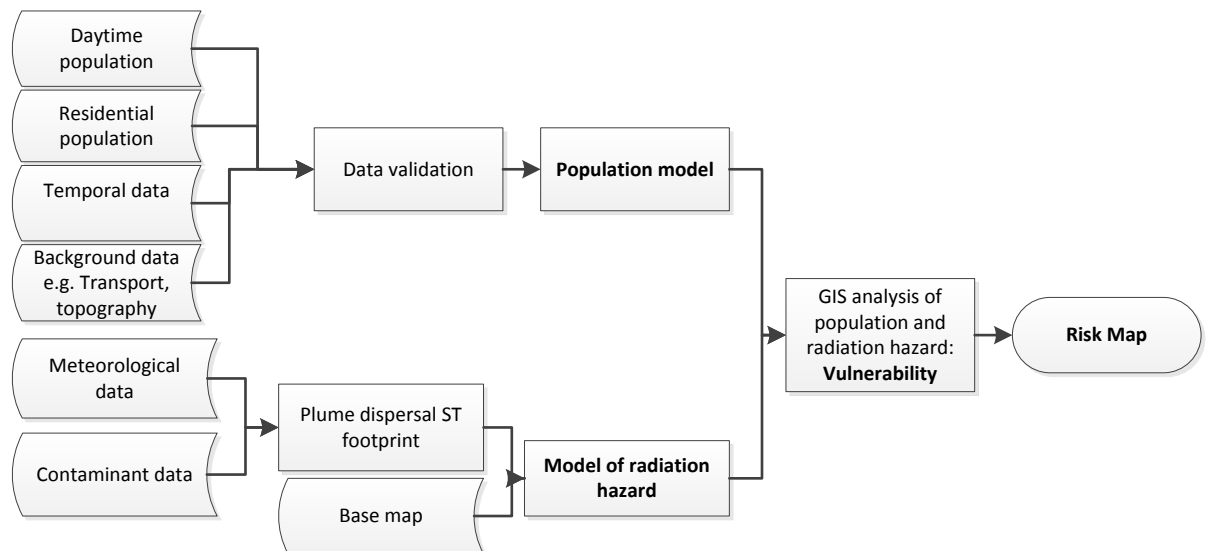 Daytime
population
Residential
population
Temporal data
Background data
e.g. Transport,
topography
Data validation
Population model
Meteorological
data
Contaminant data
Plume dispersal ST
footprint
Base map
Model of radiation
hazard
GIS analysis of
population and
radiation hazard:
Vulnerability
Risk Map